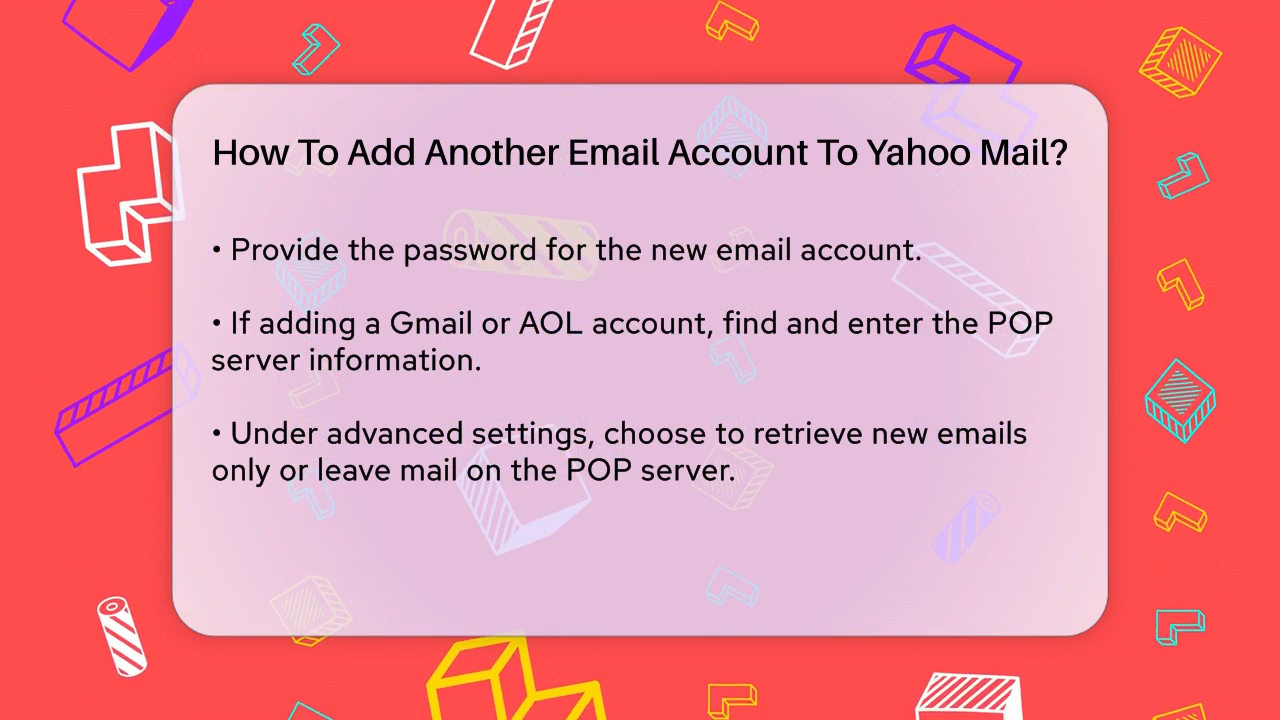 How To Add Another Email Account To Yahoo Mail?
• Provide the password for the new email account.
• If adding a Gmail or AOL account, find and enter the POP
server information.
• Under advanced settings, choose to retrieve new emails
only or leave mail on the POP server.